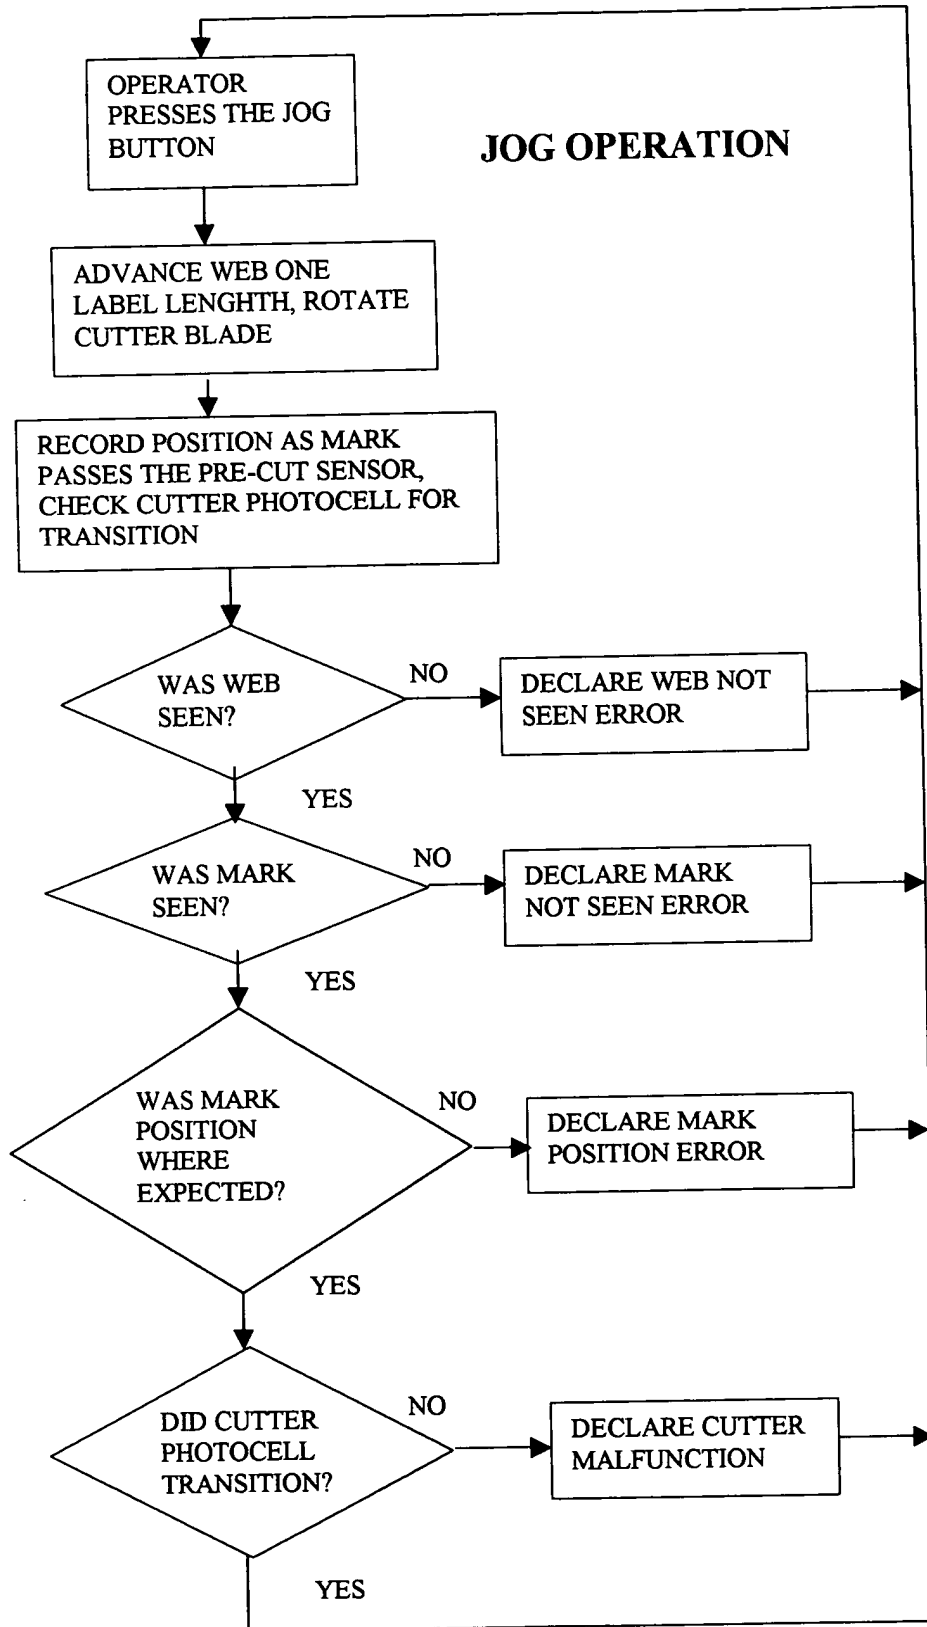 OPERATOR
PRESSES THE JOG
BUTTON
JOG OPERATION
ADVANCE WEB ONE
LABEL LENGHTH, ROTATE
CUTTER BLADE
RECORD POSITION AS MARK
PASSES THE PRE-CUT SENSOR,
CHECK CUTTER PHOTOCELL FOR
TRANSITION
WAS WEB
SEEN?
NO
DECLARE WEB NOT
SEEN ERROR
YES
WAS MARK
SEEN?
NO
DECLARE MARK
NOT SEEN ERROR
YES
WAS MARK
POSITION
WHERE
EXPECTED?
NO
DECLARE MARK
POSITION ERROR
YES
DID CUTTER
PHOTOCELL
TRANSITION?
NO
DECLARE CUTTER
MALFUNCTION
YES